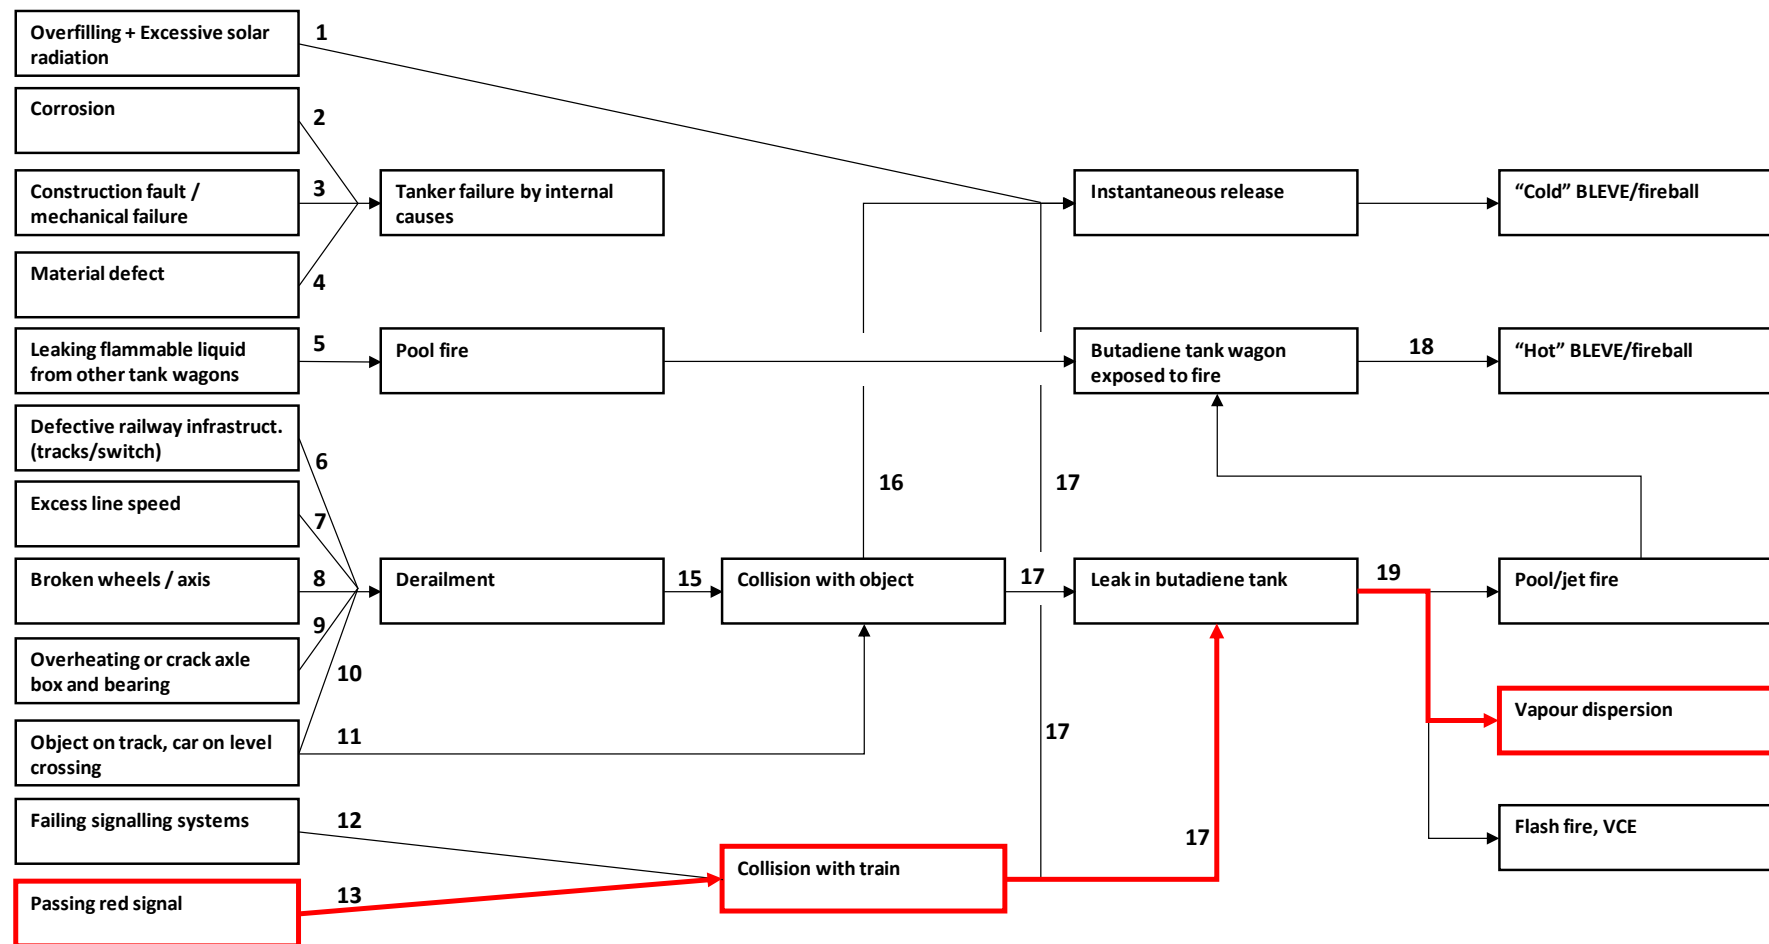 Overfilling + Excessive solar
radiation
1
Corrosion
2
Construction fault /
mechanical failure
3
Tanker failure by internal
causes
Instantaneous release
“Cold” BLEVE/fireball
Material defect
4
Leaking flammable liquid
from other tank wagons
5
Pool fire
Butadiene tank wagon
exposed to fire
18
“Hot” BLEVE/fireball
Defective railway infrastruct.
(tracks/switch)
6
Excess line speed
7
16
17
Broken wheels / axis
8
Derailment
15
Collision with object
17
Leak in butadiene tank
19
Pool/jet fire
9
Overheating or crack axle
box and bearing
10
Vapour dispersion
Object on track, car on level
crossing
11
17
Failing signalling systems
12
17
Flash fire, VCE
Collision with train
Passing red signal
13